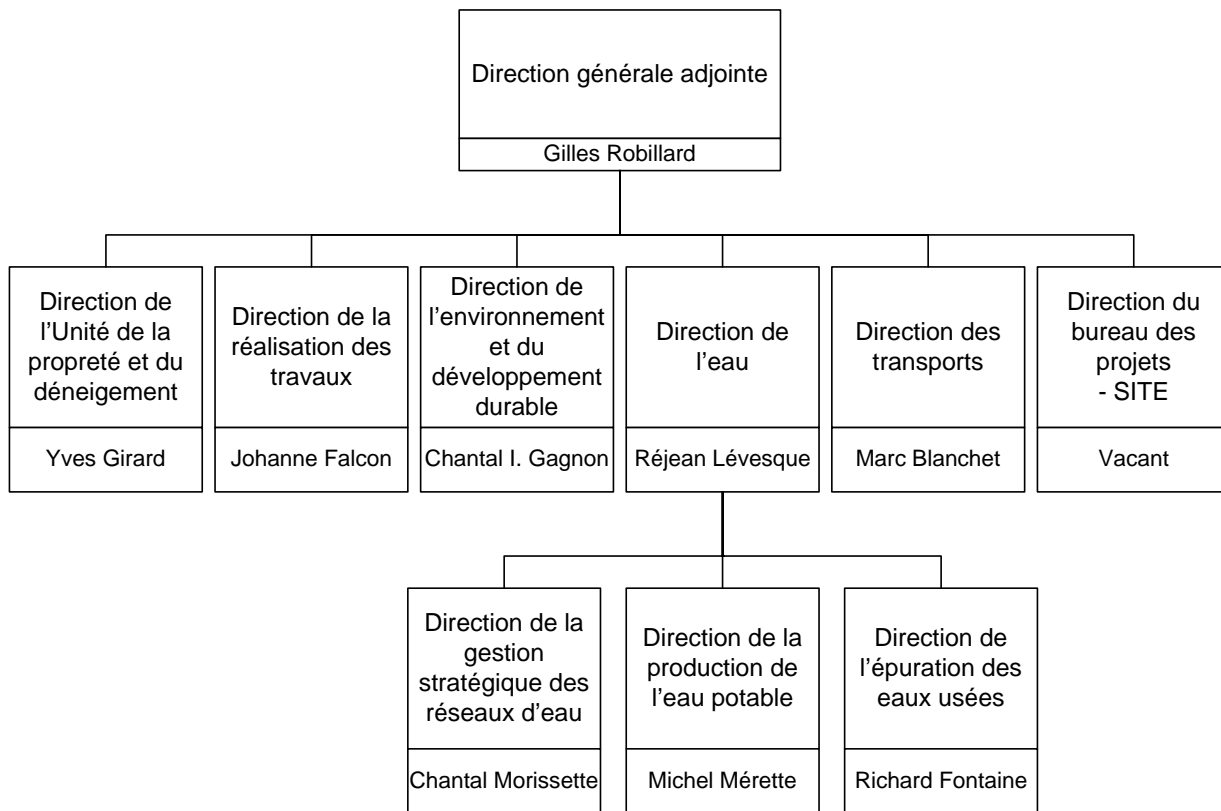 Direction générale adjointe
Gilles Robillard
Direction de
l’Unité de la
propreté et du
déneigement
Yves Girard
Direction de la
réalisation des
travaux
Johanne Falcon
Direction de
l’environnement
et du
développement
durable
Chantal I. Gagnon
Direction de
l’eau
Réjean Lévesque
Direction des
transports
Marc Blanchet
Direction du
bureau des
projets
- SITE
Vacant
Direction de la
gestion
stratégique des
réseaux d’eau
Chantal Morissette
Direction de la
production de
l’eau potable
Michel Mérette
Direction de
l’épuration des
eaux usées
Richard Fontaine